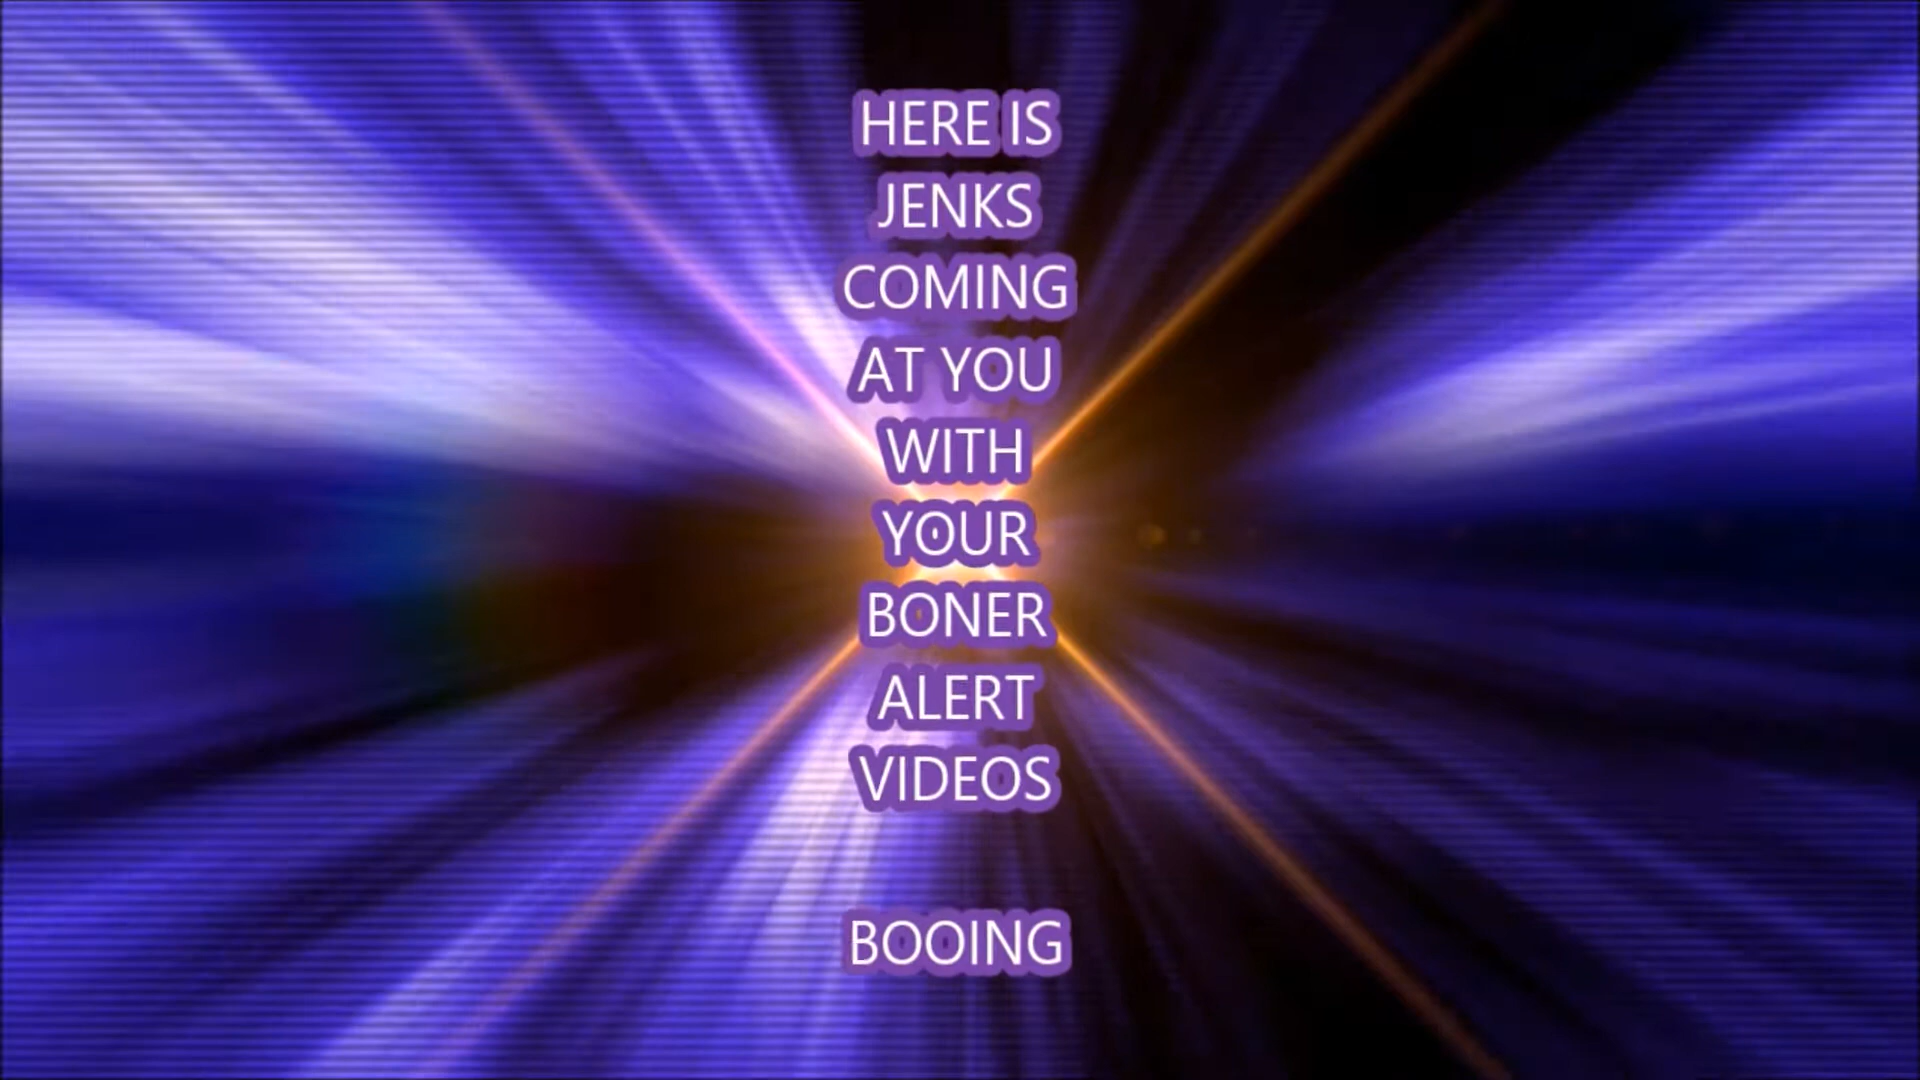 HERE IS
JENKS
COMING
AT YOU
WITH
YOUR
BONER
ALERT
VIDEOS
BOOING